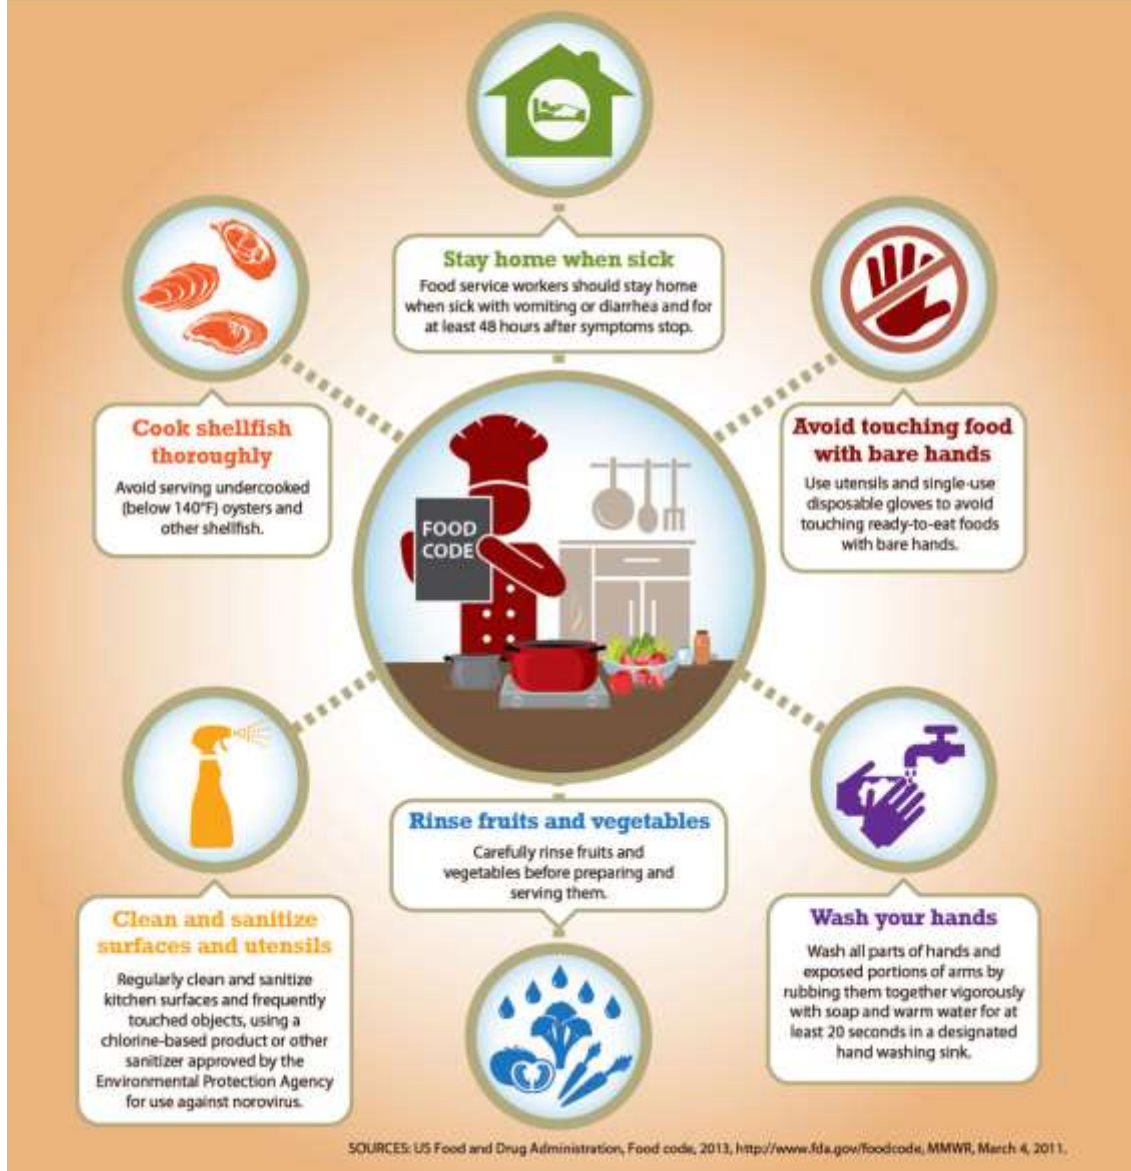 Stay home when sick
Food service workers should stay home
when sick with vomiting or diarrhea and for
at least 48 hours after symptoms stop.
Cook shellfish
thoroughly
Avoid serving undercooked
(below 140°F) oysters and
other shellfish.
Avoid touching food
with bare hands
Use utensils and single-use
disposable gloves to avoid
touching ready-to-eat foods
with bare hands.
FOOD
CODE
Rinse fruits and vegetables
Carefully rinse fruits and
vegetables before preparing and
serving them.
Clean and sanitize
surfaces and utensils
Regularly clean and sanitize
kitchen surfaces and frequently
touched objects, using a
chlorine-based product or other
sanitizer approved by the
Environmental Protection Agency
for use against norovirus.
Wash your hands
Wash all parts of hands and
exposed portions of arms by
rubbing them together vigorously
with soap and warm water for at
least 20 seconds in a designated
hand washing sink.
SOURCES: US Food and Drug Administration, Food code, 2013, http://www.fda.gov/foodcode, MMWR, March 4, 2011.